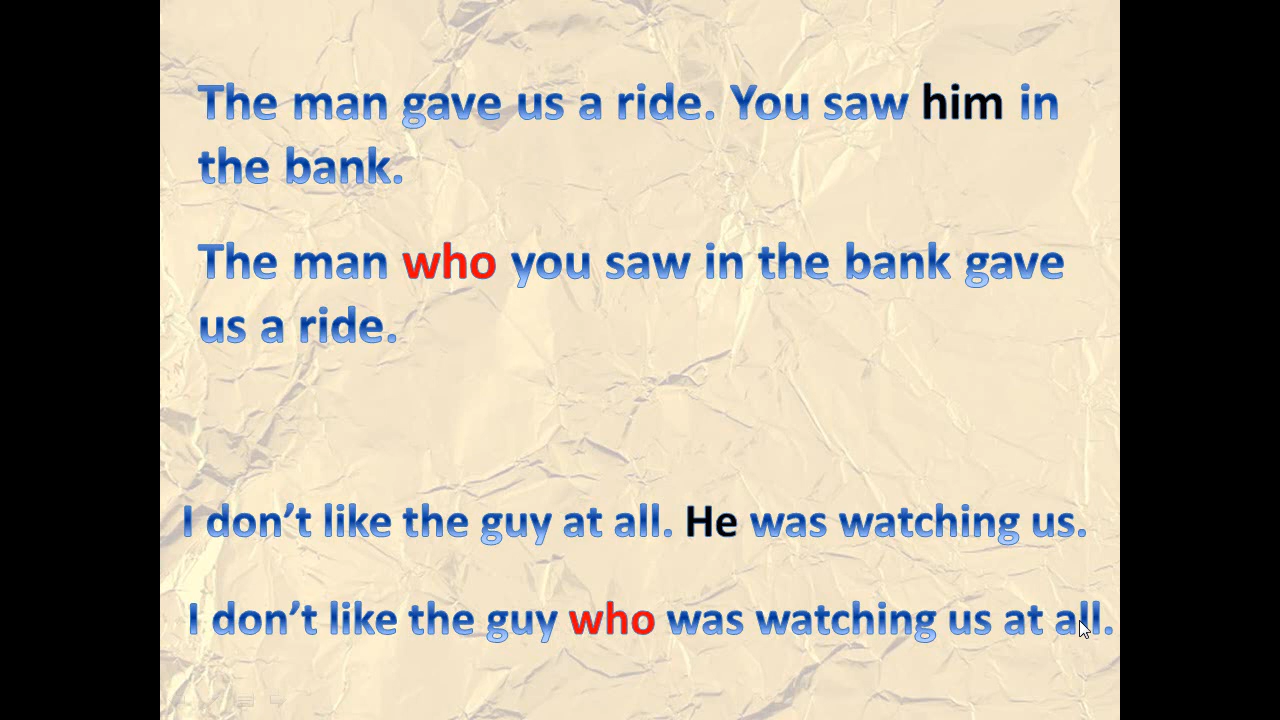 The man gave us a ride. You saw him in
the bank.
The man who you saw in the bank gave
us a ride.
I don’t like the guy at all. He was watching us.
I don’t like the guy who was watching us at all.